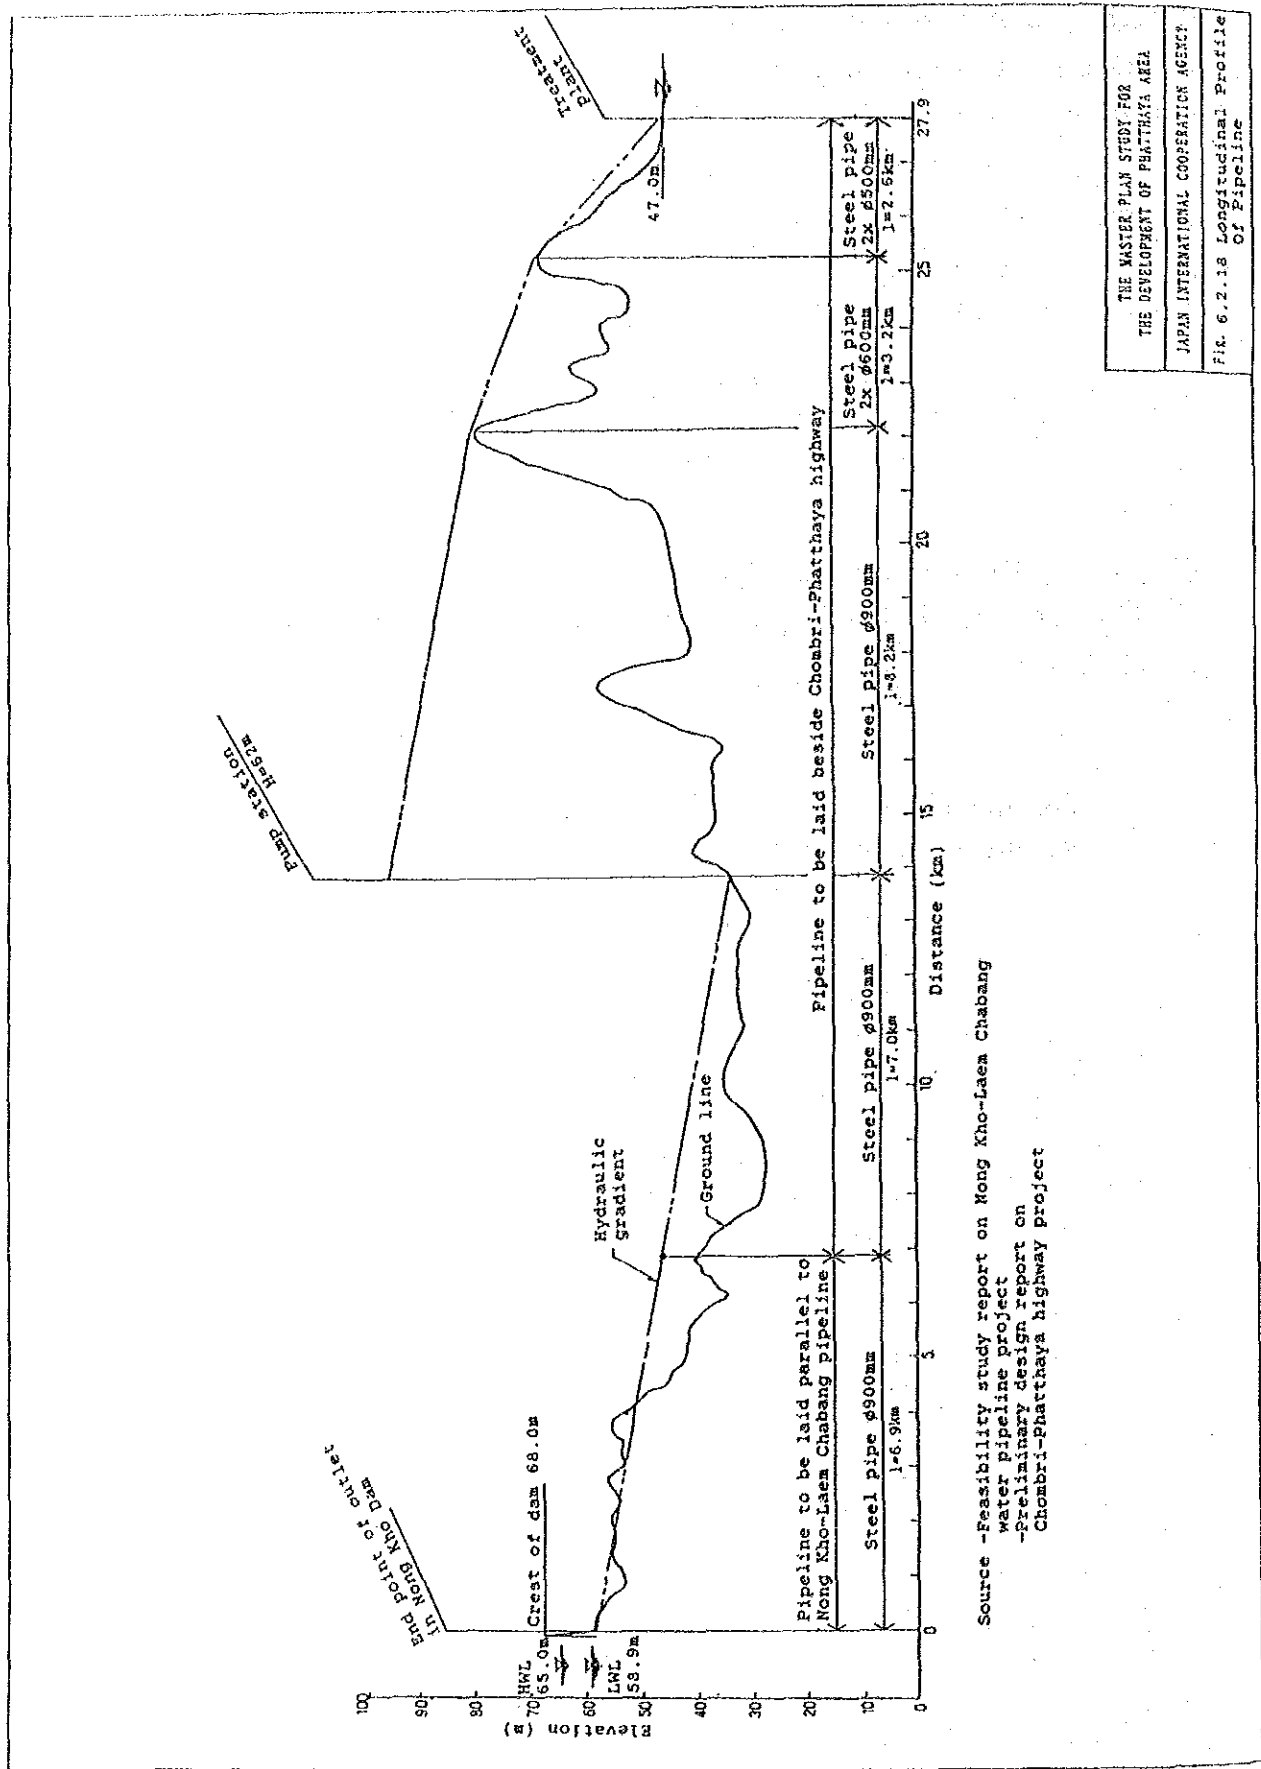 End point of outlet
in Nong Kho Dam
Pump station
H=62m
Treatment
plant
Crest of dam 68.0m
HWL
65.0m
LWL
58.9m
Hydraulic
gradient
Ground line
47.0m
Elevation (m)
100
90
80
70
60
50
40
30
20
10
0
Pipeline to be laid parallel to
Nong Kho-Laem Chabang pipeline
Pipeline to be laid beside Chombri-Phatthaya highway
Steel pipe ø900mm
l=6.9km
Steel pipe ø900mm
l=7.0km
Steel pipe ø900mm
l=8.2km
Steel pipe
2x ø600mm
l=3.2km
Steel pipe
2x ø500mm
l=2.6km
0
5
10
15
20
25
27.9
Distance (km)
Source -Feasibility study report on Nong Kho-Laem Chabang
water pipeline project
-Preliminary design report on
Chombri-Phatthaya highway project
THE MASTER PLAN STUDY FOR
THE DEVELOPMENT OF PHATTHAYA AREA
JAPAN INTERNATIONAL COOPERATION AGENCY
Fig. 6.2.18 Longitudinal Profile
Of Pipeline